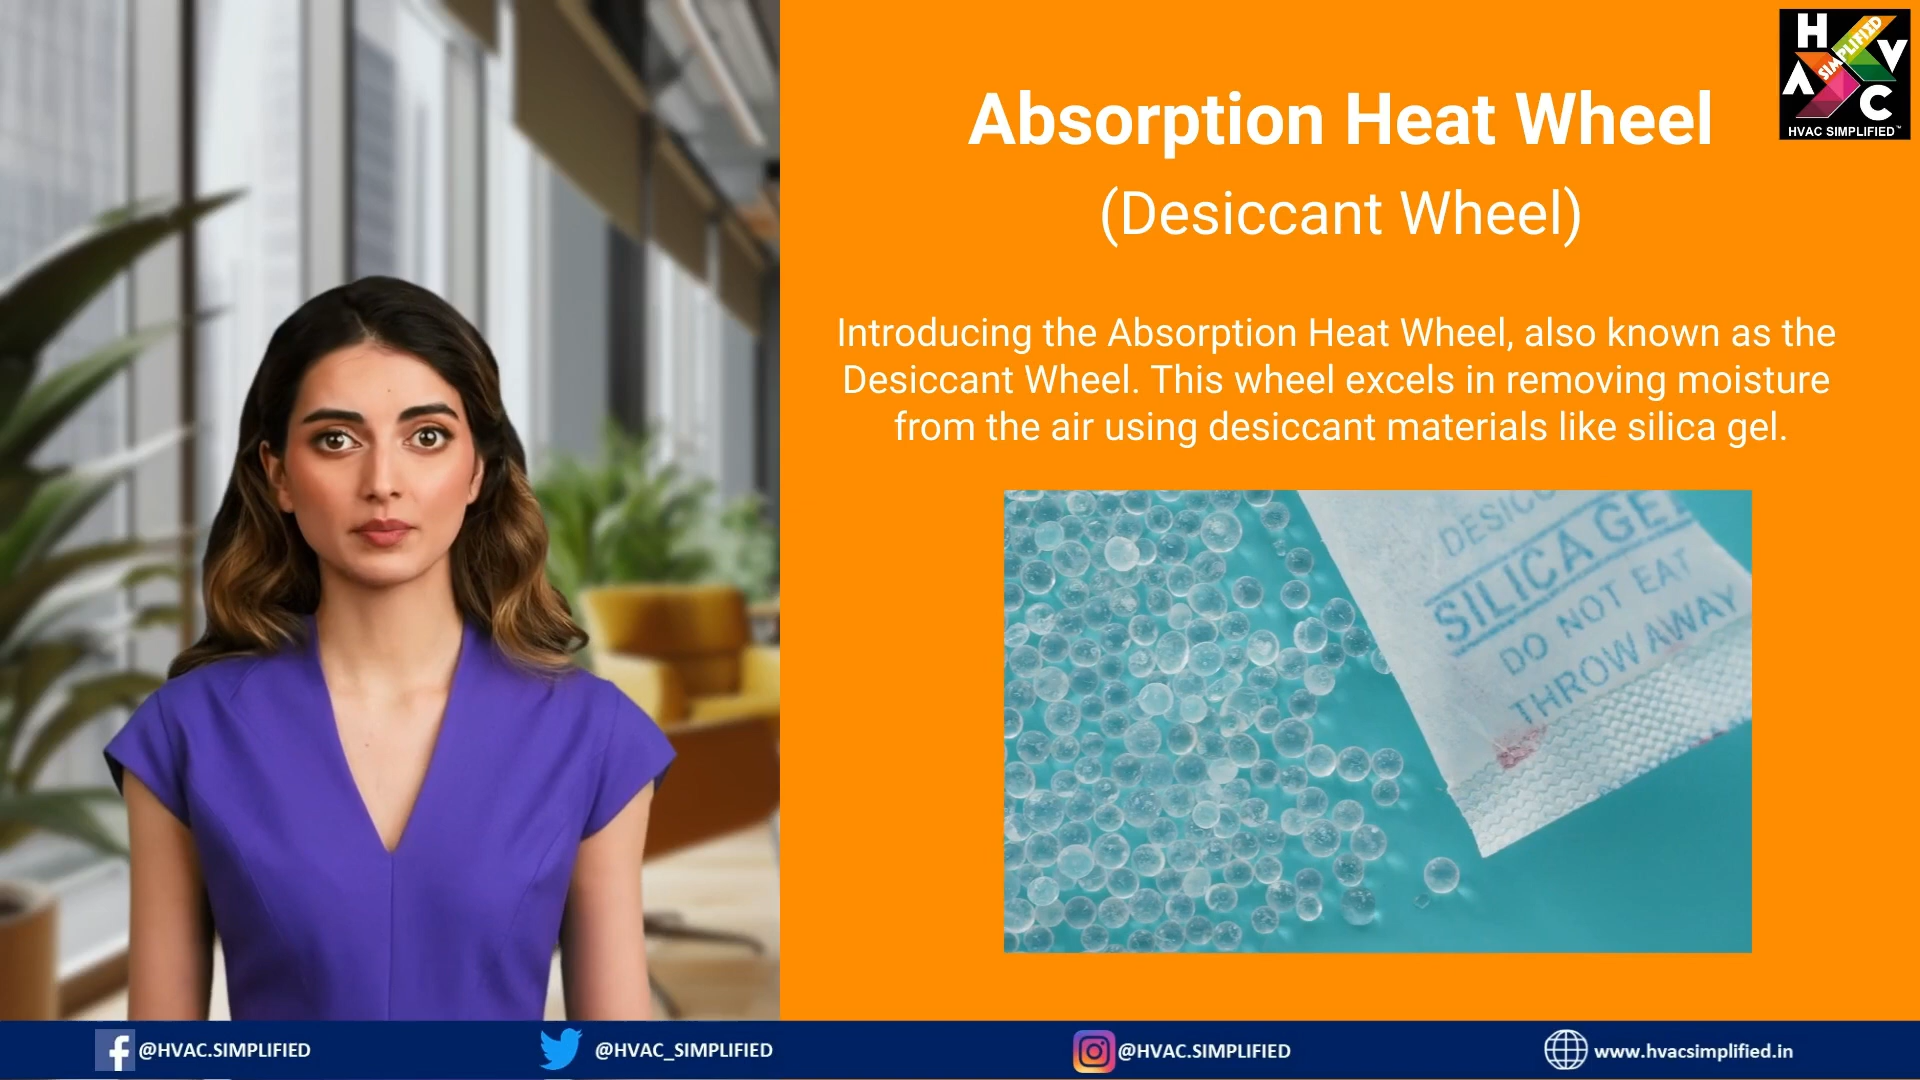 Absorption Heat Wheel
(Desiccant Wheel)
Introducing the Absorption Heat Wheel, also known as the
Desiccant Wheel. This wheel excels in removing moisture
from the air using desiccant materials like silica gel.
H
SIMPLIFIED
V
A
C
HVAC SIMPLIFIED™
SILICA GEL
DO NOT EAT
THROW AWAY
@HVAC.SIMPLIFIED
@HVAC_SIMPLIFIED
@HVAC.SIMPLIFIED
www.hvacsimplified.in